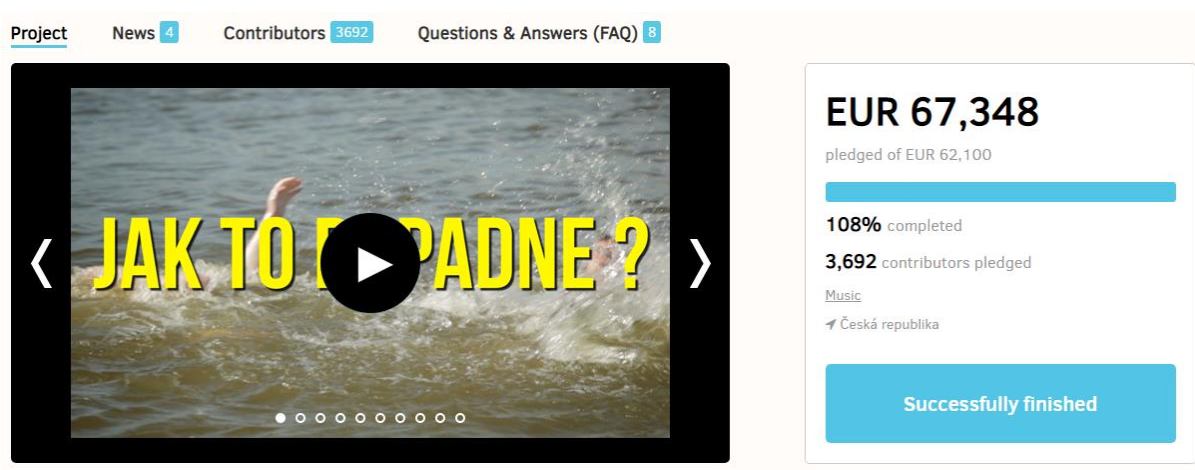 Project News 4 Contributors 3692 Questions & Answers (FAQ) 8
JAK TO ?
EUR 67,348
pledged of EUR 62,100
108% completed
3,692 contributors pledged
Music
Česká republika
Successfully finished